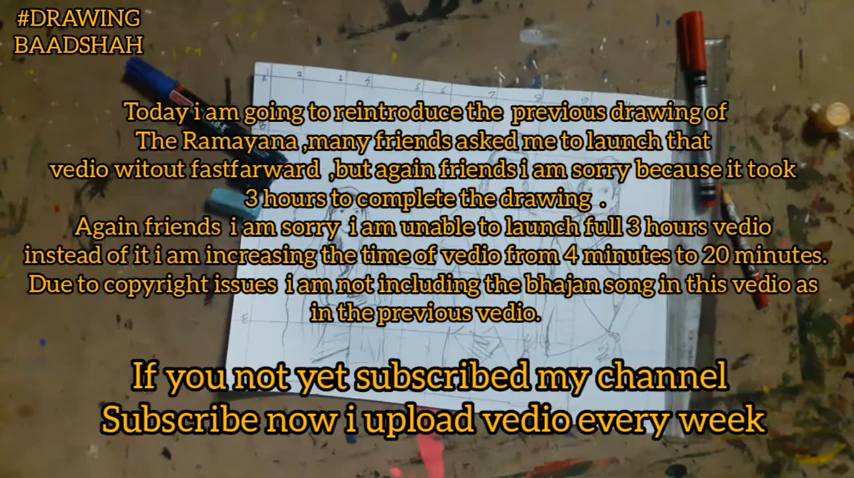 #DRAWING
BAADSHAH
Today i am going to reintroduce the previous drawing of
The Ramayana ,many friends asked me to launch that
vedio witout fastfarward ,but again friends i am sorry because it took
3 hours to complete the drawing .
Again friends i am sorry i am unable to launch full 3 hours vedio
instead of it i am increasing the time of vedio from 4 minutes to 20 minutes.
Due to copyright issues i am not including the bhajan song in this vedio as
in the previous vedio.
If you not yet subscribed my channel
Subscribe now i upload vedio every week